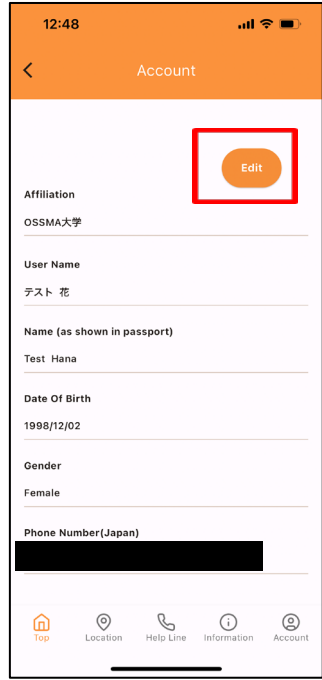 12:48
Account
Edit
Affiliation
OSSMA大学
User Name
テスト 花
Name (as shown in passport)
Test Hana
Date Of Birth
1998/12/02
Gender
Female
Phone Number(Japan)
Top Location Help Line Information Account